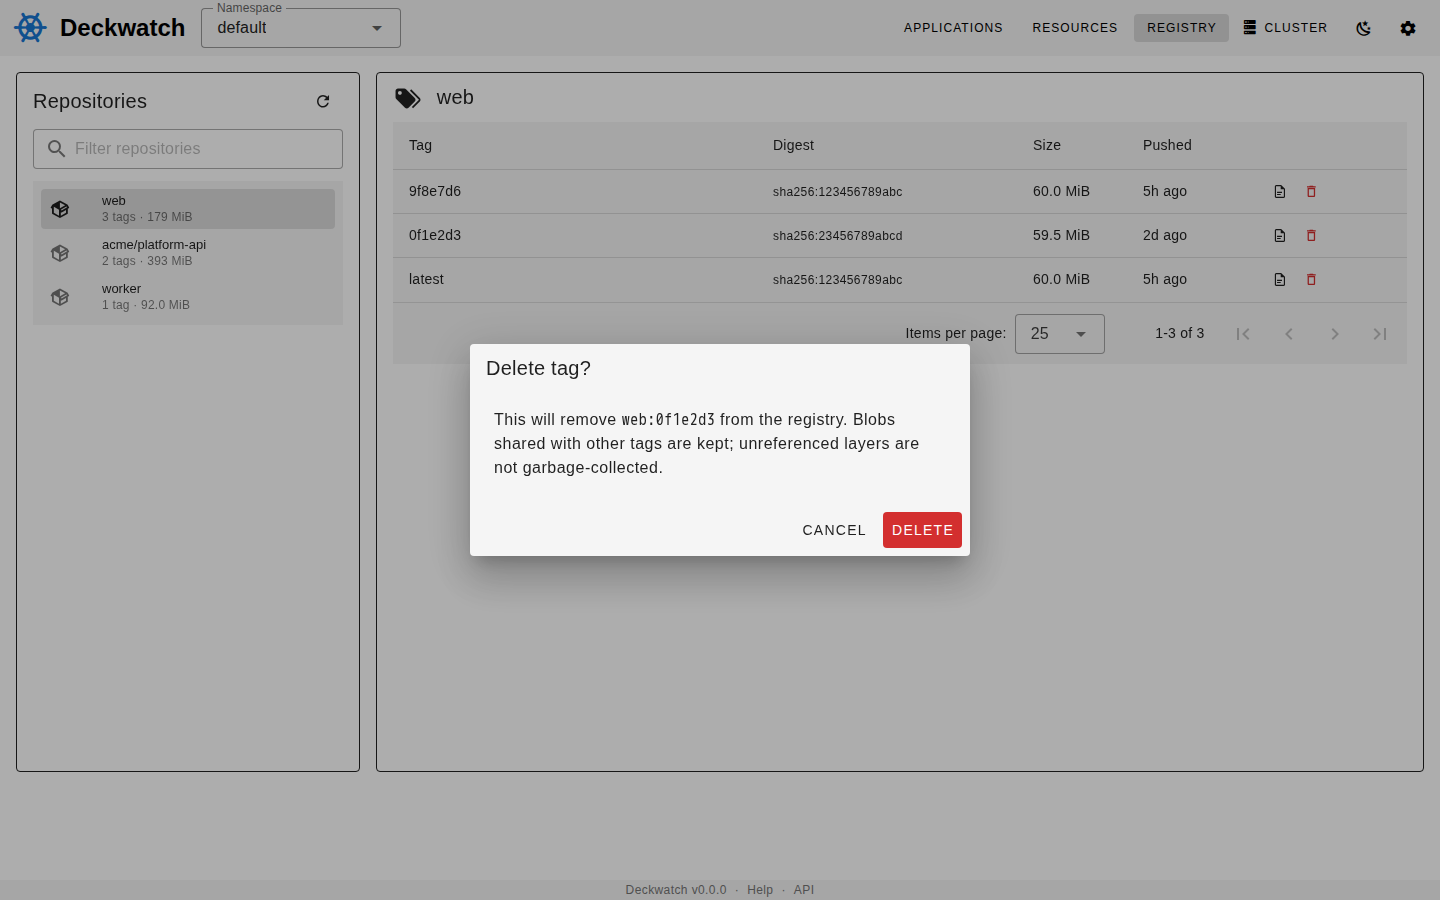 Deckwatch
Namespace
default
APPLICATIONS
RESOURCES
REGISTRY
CLUSTER
Repositories
Filter repositories
web
3 tags · 179 MiB
acme/platform-api
2 tags · 393 MiB
worker
1 tag · 92.0 MiB
web
Tag Digest Size Pushed
9f8e7d6 sha256:123456789abc 60.0 MiB 5h ago
0f1e2d3 sha256:23456789abcd 59.5 MiB 2d ago
latest sha256:123456789abc 60.0 MiB 5h ago
Items per page: 25 1-3 of 3
Delete tag?
This will remove web:0f1e2d3 from the registry. Blobs
shared with other tags are kept; unreferenced layers are
not garbage-collected.
CANCEL DELETE
Deckwatch v0.0.0 · Help · API